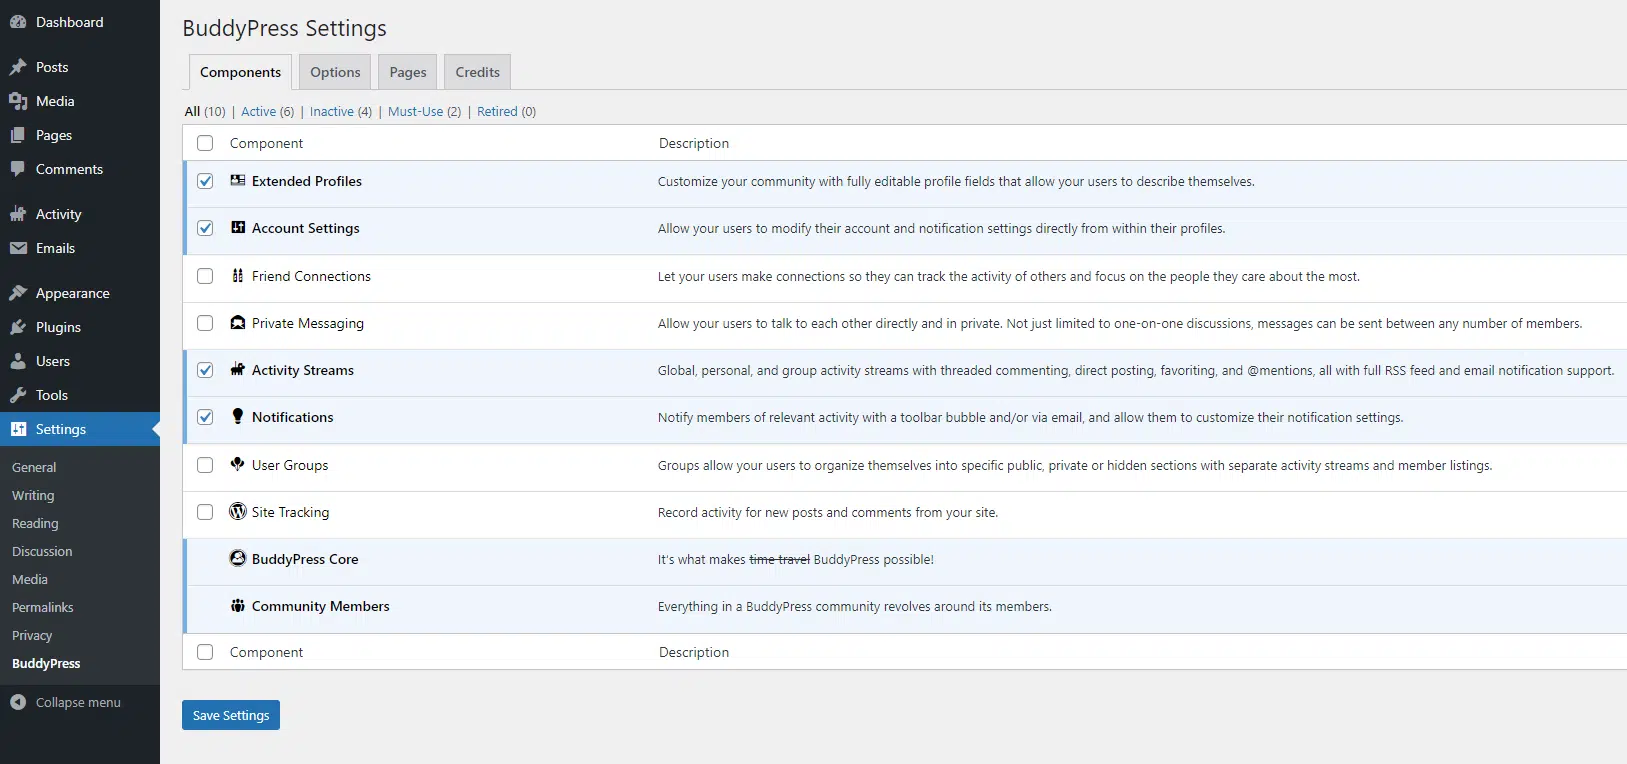 Dashboard
Posts
Media
Pages
Comments
Activity
Emails
Appearance
Plugins
Users
Tools
Settings
General
Writing
Reading
Discussion
Media
Permalinks
Privacy
BuddyPress
Collapse menu
BuddyPress Settings
Components Options Pages Credits
All (10) | Active (6) | Inactive (4) | Must-Use (2) | Retired (0)
Component Description
Extended Profiles Customize your community with fully editable profile fields that allow your users to describe themselves.
Account Settings Allow your users to modify their account and notification settings directly from within their profiles.
Friend Connections Let your users make connections so they can track the activity of others and focus on the people they care about the most.
Private Messaging Allow your users to talk to each other directly and in private. Not just limited to one-on-one discussions, messages can be sent between any number of members.
Activity Streams Global, personal, and group activity streams with threaded commenting, direct posting, favoriting, and @mentions, all with full RSS feed and email notification support.
Notifications Notify members of relevant activity with a toolbar bubble and/or via email, and allow them to customize their notification settings.
User Groups Groups allow your users to organize themselves into specific public, private or hidden sections with separate activity streams and member listings.
Site Tracking Record activity for new posts and comments from your site.
BuddyPress Core It's what makes time travel BuddyPress possible!
Community Members Everything in a BuddyPress community revolves around its members.
Component Description
Save Settings